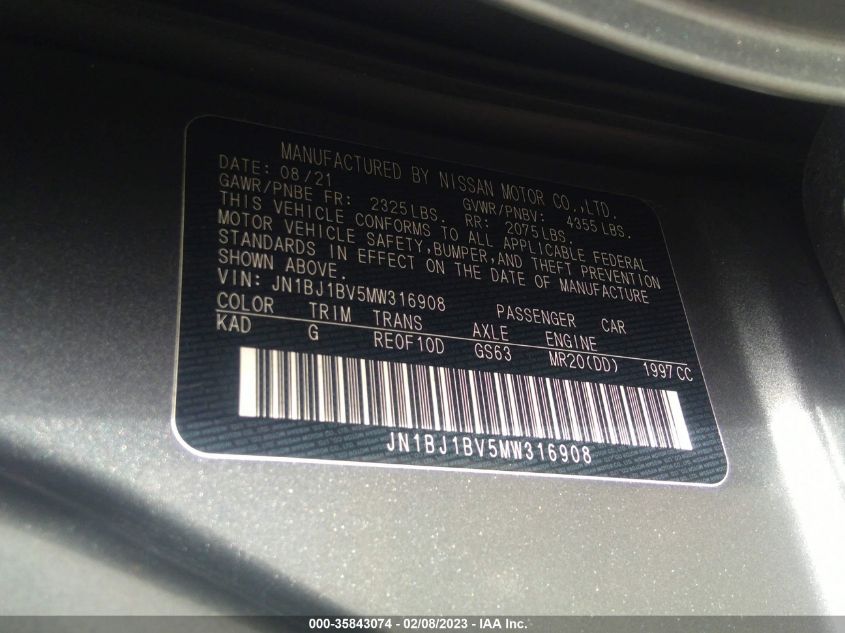 MANUFACTURED BY NISSAN MOTOR CO.,LTD.
DATE: 08/21 GVWR/PNBV: 4355 LBS.
GAWR/PNBE FR: 2325LBS. RR: 2075LBS.
THIS VEHICLE CONFORMS TO ALL APPLICABLE FEDERAL
MOTOR VEHICLE SAFETY,BUMPER,AND THEFT PREVENTION
STANDARDS IN EFFECT ON THE DATE OF MANUFACTURE
SHOWN ABOVE.
VIN: JN1BJ1BV5MW316908 PASSENGER CAR
COLOR TRIM TRANS AXLE ENGINE
KAD G RE0F10D GS63 MR20(DD) 1997CC
JN1BJ1BV5MW316908
000-35843074 - 02/08/2023 - IAA Inc.